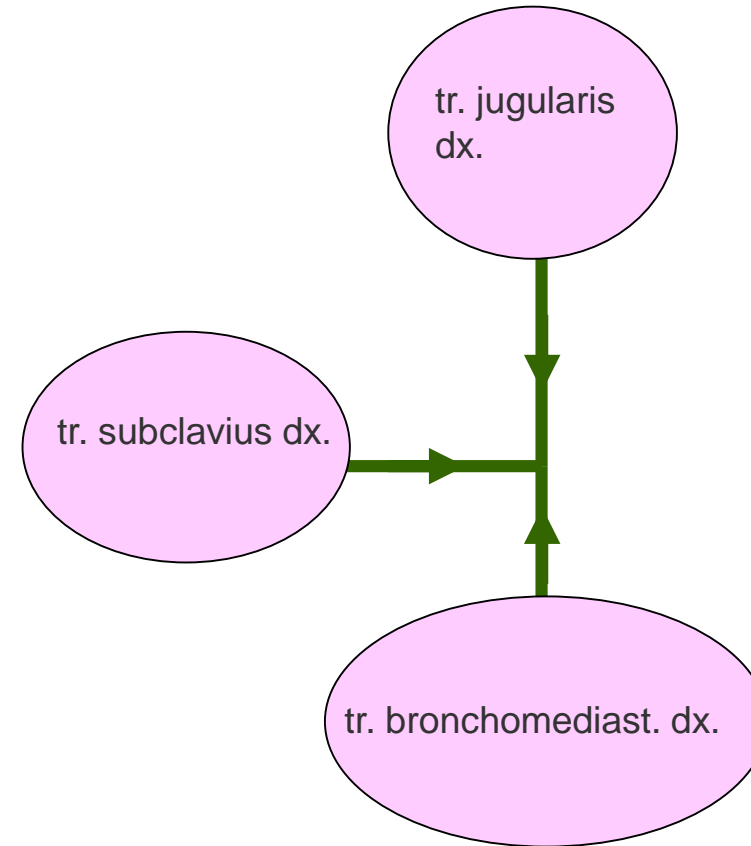 tr. jugularis
dx.
tr. subclavius dx.
tr. bronchomediast. dx.